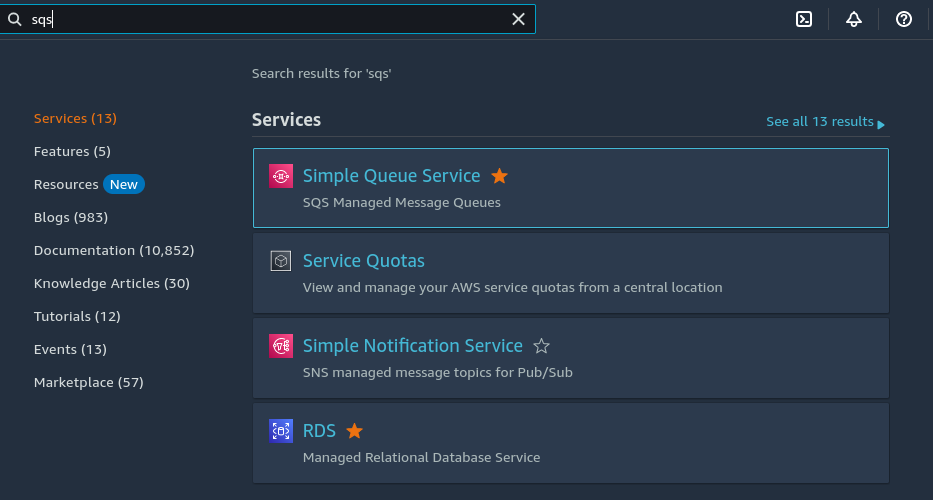 sqs
Search results for 'sqs'
Services (13)
Features (5)
Resources New
Blogs (983)
Documentation (10,852)
Knowledge Articles (30)
Tutorials (12)
Events (13)
Marketplace (57)
Services
See all 13 results
Simple Queue Service
SQS Managed Message Queues
Service Quotas
View and manage your AWS service quotas from a central location
Simple Notification Service
SNS managed message topics for Pub/Sub
RDS
Managed Relational Database Service